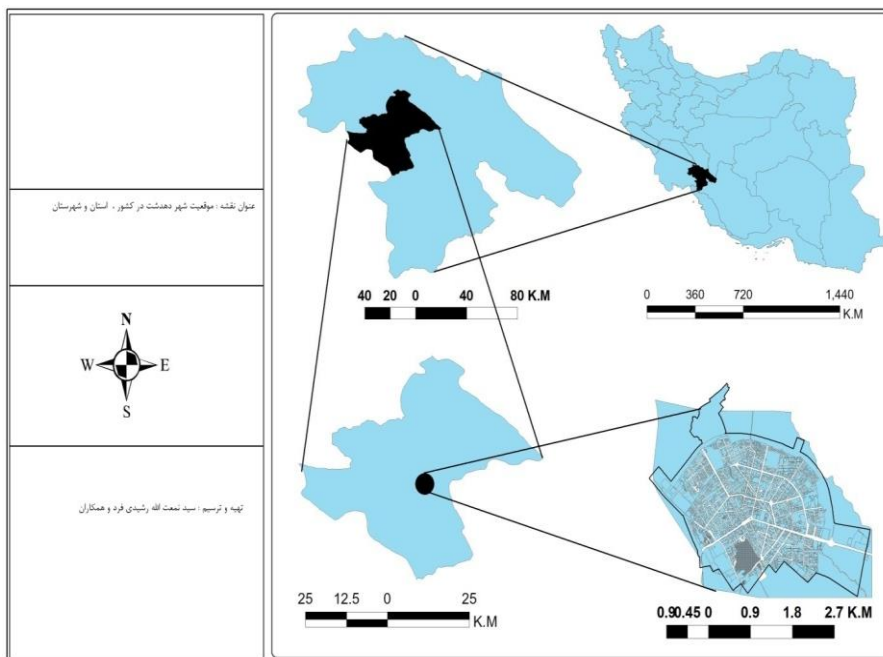 عنوان نقشه : موقعیت شهر دهدشت در کشور ، استان و شهرستان
N
W E
S
تهیه و ترسیم : سید نعمت الله رشیدی فرد و همکاران
40 20 0 40 80 K.M
0 360 720 1,440
K.M
25 12.5 0 25
K.M
0.90.45 0 0.9 1.8 2.7 K.M